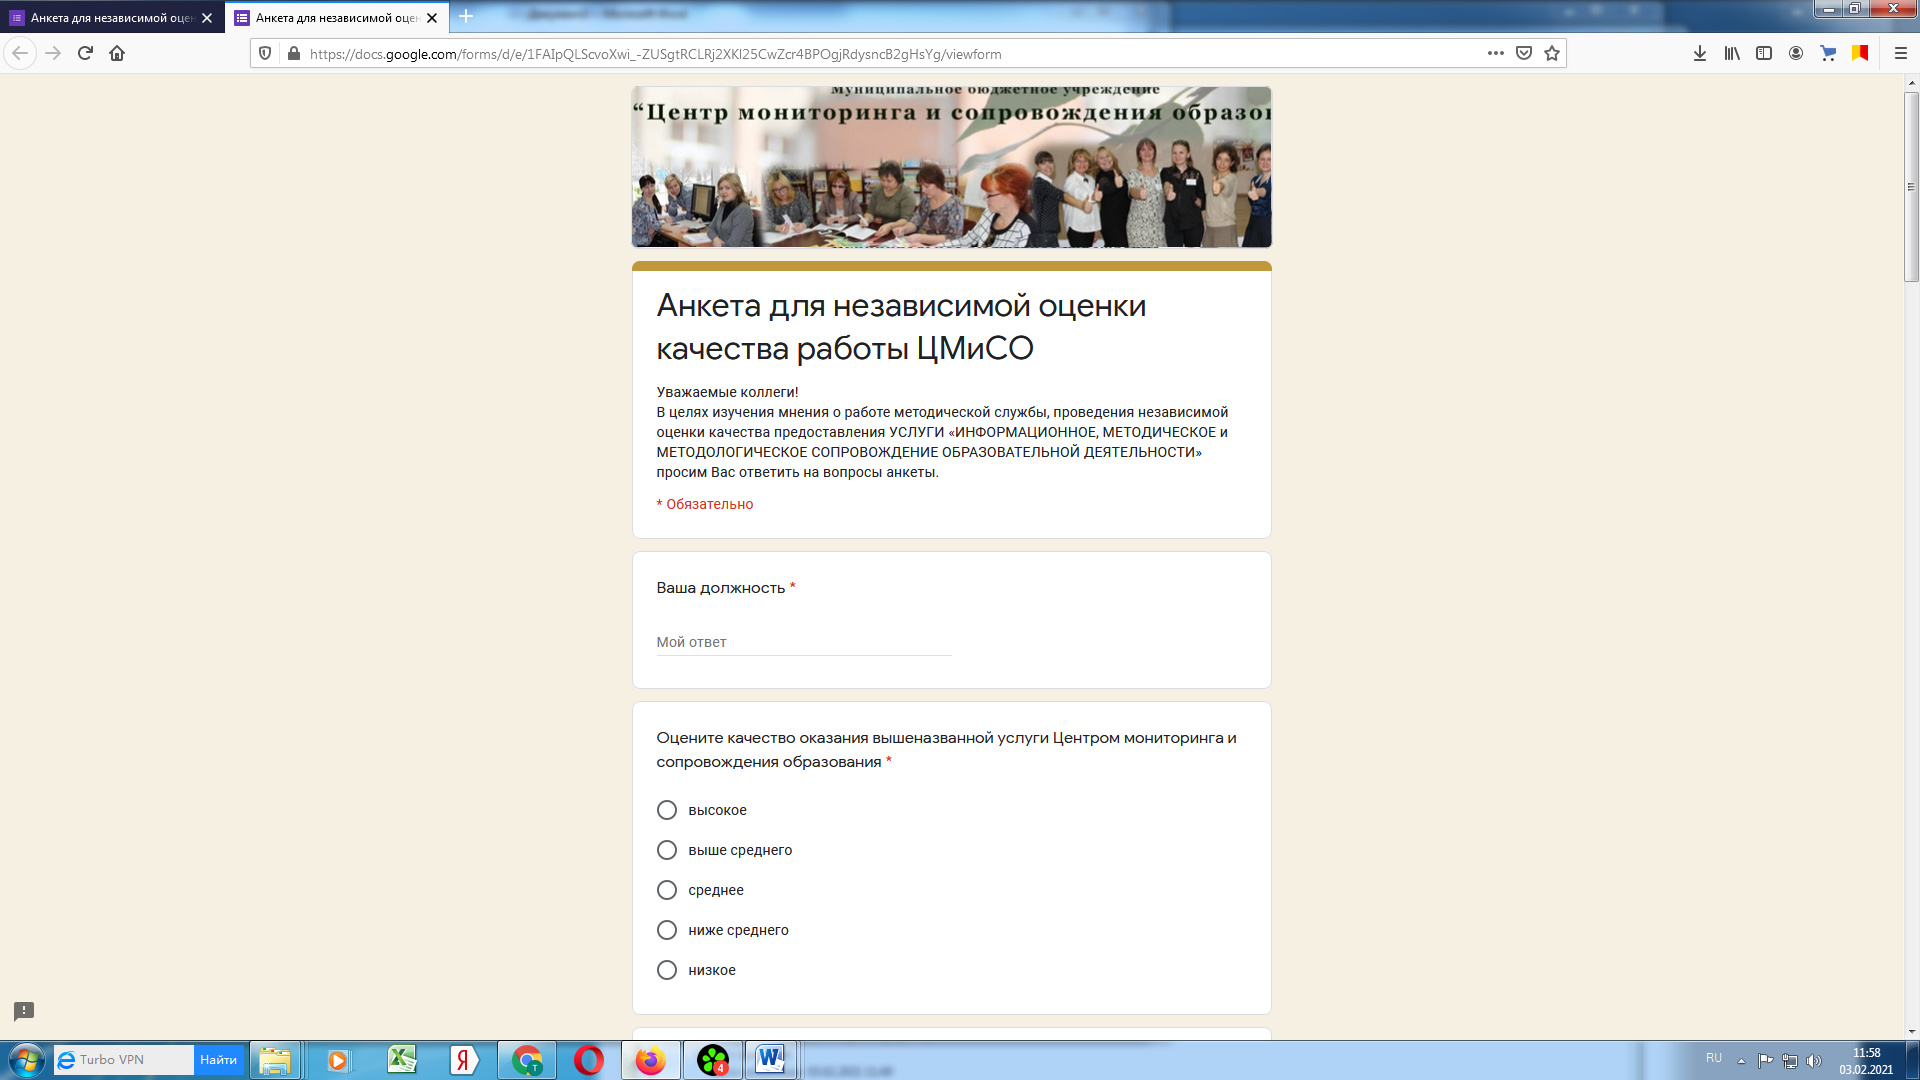 Анкета для независимой оцен
Анкета для независимой оцен
https://docs.google.com/forms/d/e/1FAIpQLScvoXwi_-ZUSgtRCLRj2XKl25CwZcr4BPOgjRdysncB2gHsYg/viewform
Муниципальное бюджетное учреждение
“Центр мониторинга и сопровождения образов
Анкета для независимой оценки
качества работы ЦМиСО
Уважаемые коллеги!
В целях изучения мнения о работе методической службы, проведения независимой
оценки качества предоставления УСЛУГИ «ИНФОРМАЦИОННОЕ, МЕТОДИЧЕСКОЕ и
МЕТОДОЛОГИЧЕСКОЕ СОПРОВОЖДЕНИЕ ОБРАЗОВАТЕЛЬНОЙ ДЕЯТЕЛЬНОСТИ»
просим Вас ответить на вопросы анкеты.
* Обязательно
Ваша должность *
Мой ответ
Оцените качество оказания вышеназванной услуги Центром мониторинга и
сопровождения образования *
высокое
выше среднего
среднее
ниже среднего
низкое
Turbo VPN
Найти
Я
T
4
W
RU
11:58
03.02.2021